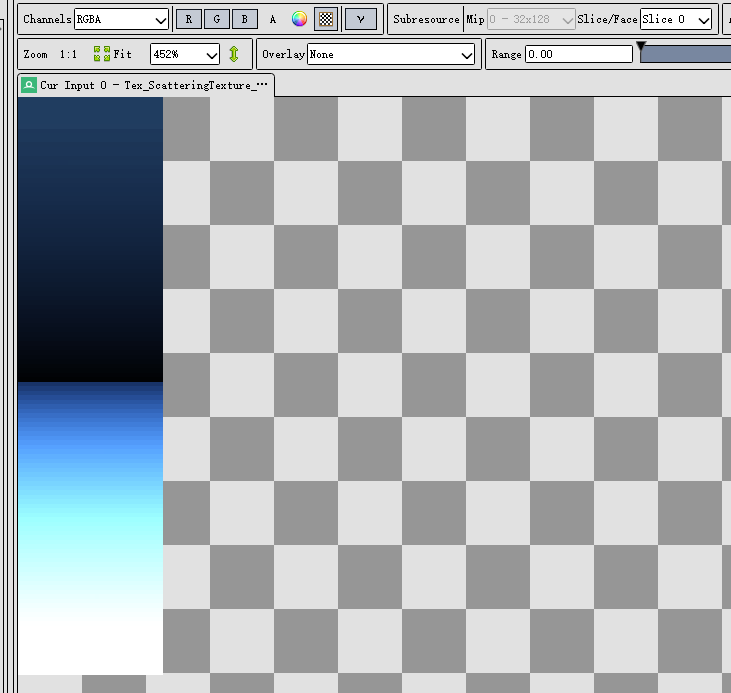 Channels RGBA R G B A γ Subresource Mip 0 - 32x128 Slice/Face Slice 0
Zoom 1:1 Fit 452% Overlay None Range 0.00
Cur Input 0 - Tex_ScatteringTexture_...